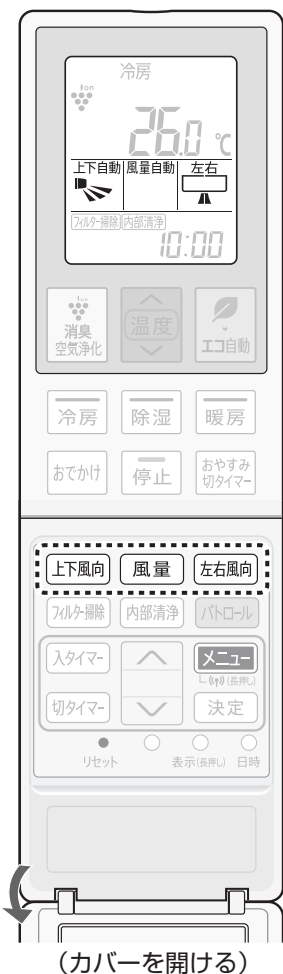 冷房
ion
26.0 ℃
上下自動 風量自動 左右
フィルター掃除 内部清浄
10:00
ion
消臭
空気浄化
温度
エコ自動
冷房 除湿 暖房
おでかけ 停止 おやすみ
切タイマー
上下風向 風量 左右風向
フィルター掃除 内部清浄 パトロール
入タイマー メニュー
(長押し)
切タイマー 決定
リセット 表示(長押し) 日時
(カバーを開ける)